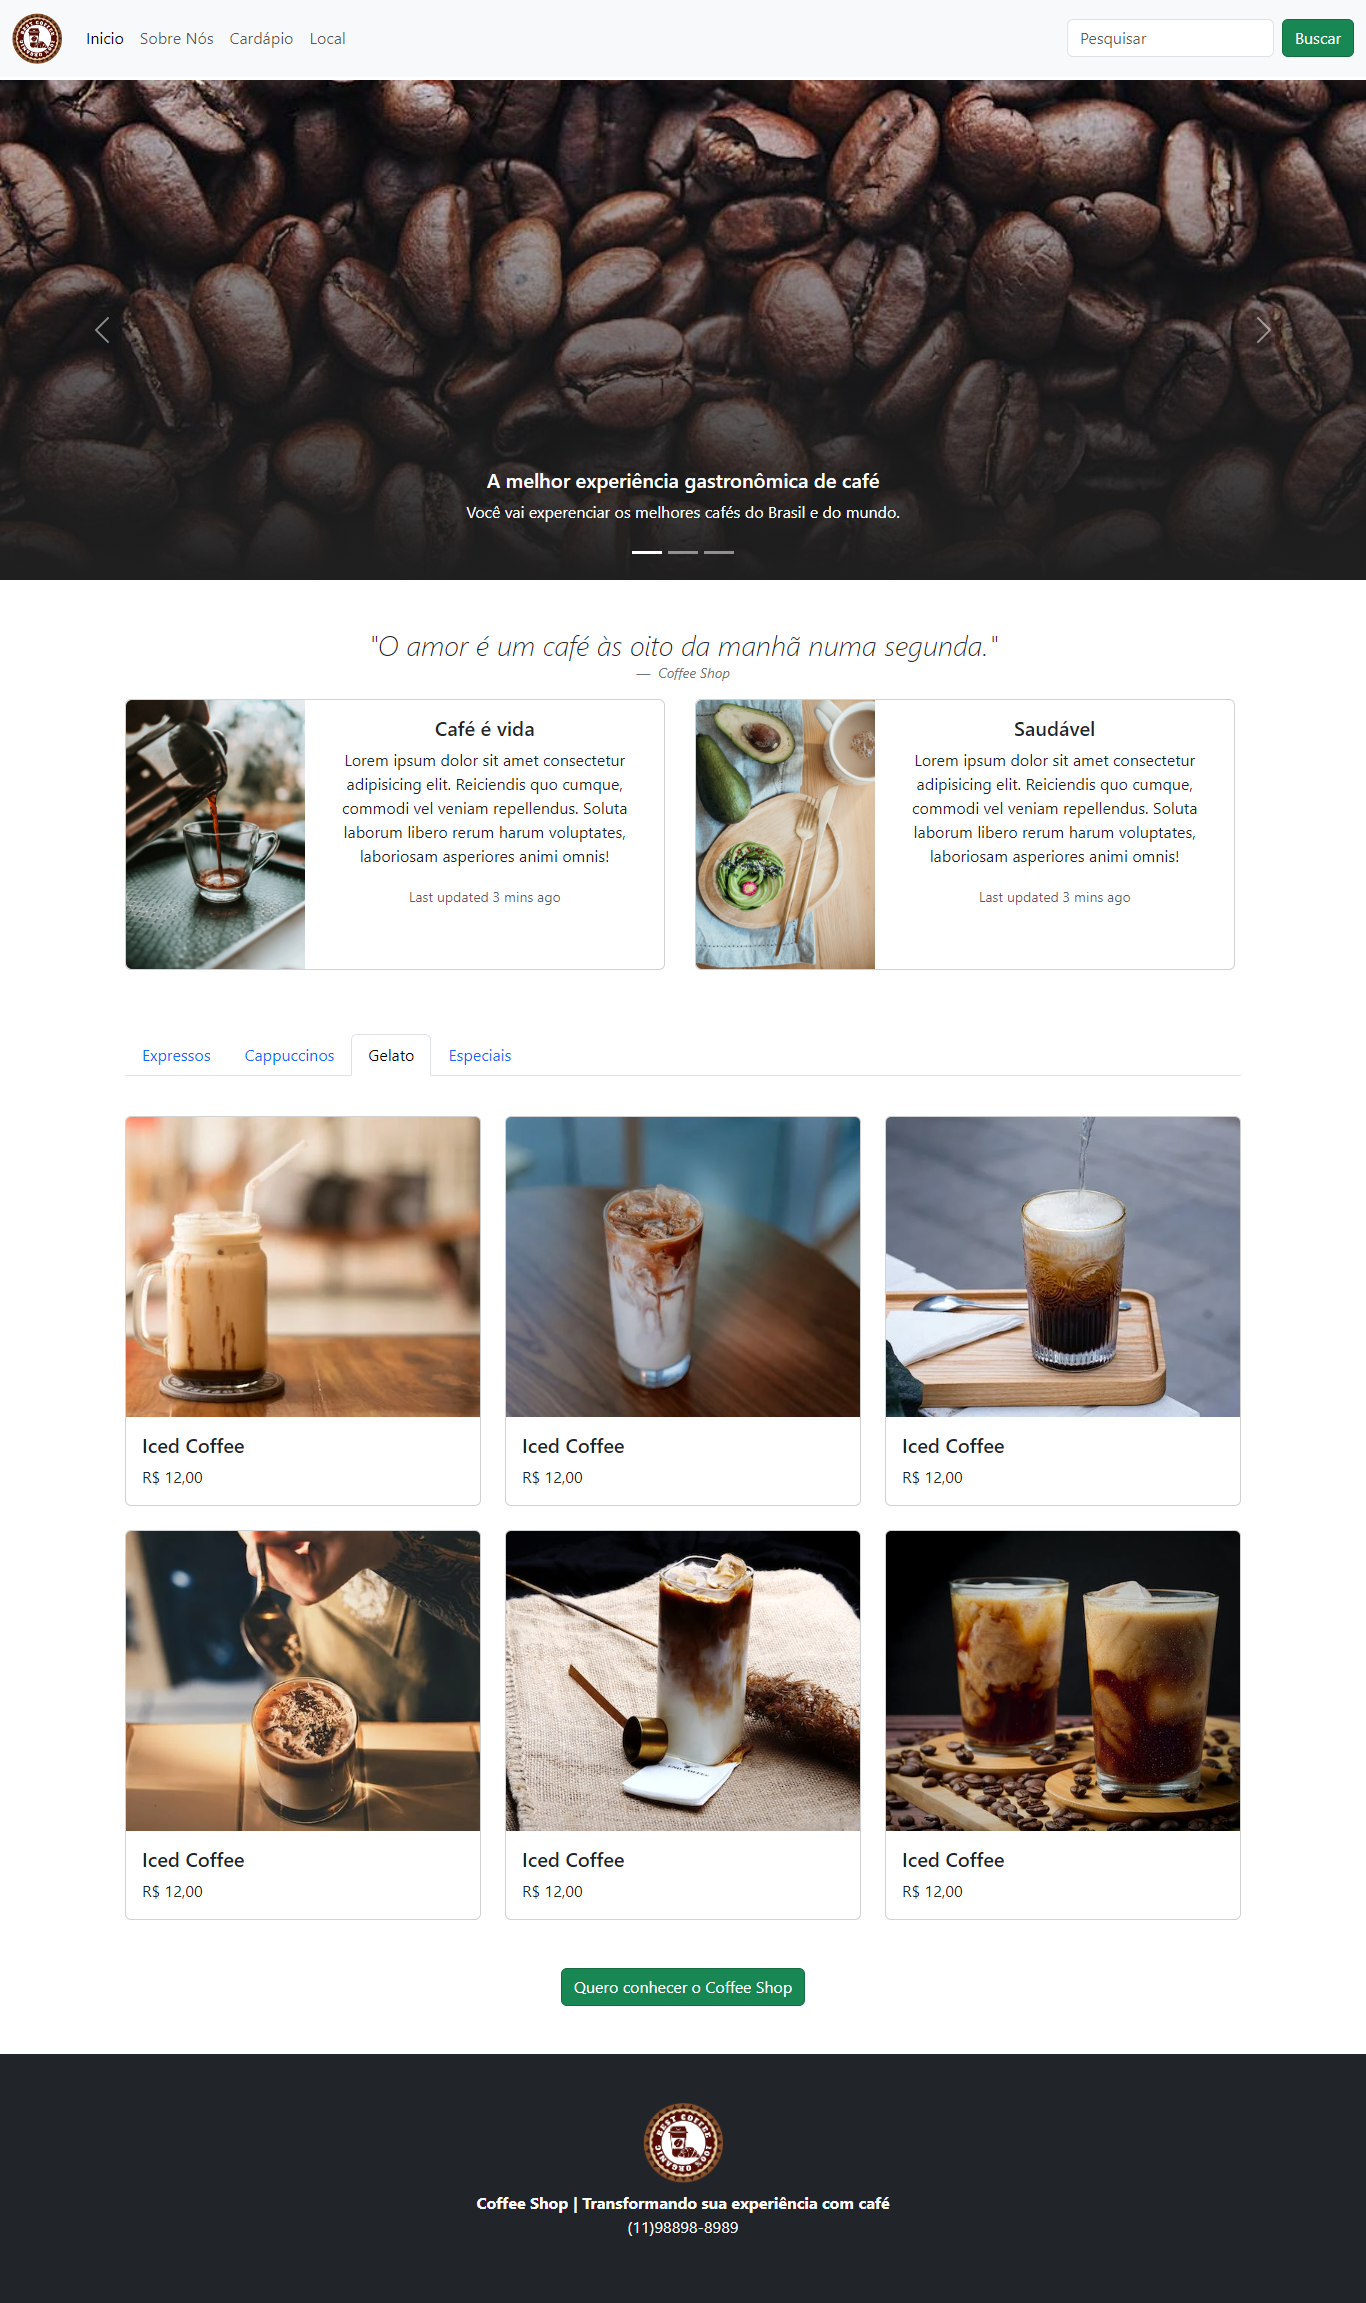 Inicio
Sobre Nós
Cardápio
Local
Pesquisar
Buscar
A melhor experiência gastronômica de café
Você vai experenciar os melhores cafés do Brasil e do mundo.
"O amor é um café às oito da manhã numa segunda."
— Coffee Shop
Café é vida
Lorem ipsum dolor sit amet consectetur
adipisicing elit. Reiciendis quo cumque,
commodi vel veniam repellendus. Soluta
laborum libero rerum harum voluptates,
laboriosam asperiores animi omnis!
Last updated 3 mins ago
Saudável
Lorem ipsum dolor sit amet consectetur
adipisicing elit. Reiciendis quo cumque,
commodi vel veniam repellendus. Soluta
laborum libero rerum harum voluptates,
laboriosam asperiores animi omnis!
Last updated 3 mins ago
Expressos
Cappuccinos
Gelato
Especiais
Iced Coffee
R$ 12,00
Iced Coffee
R$ 12,00
Iced Coffee
R$ 12,00
Iced Coffee
R$ 12,00
Iced Coffee
R$ 12,00
Iced Coffee
R$ 12,00
Quero conhecer o Coffee Shop
BEST COFFEE
100% ORGANIC
Coffee Shop | Transformando sua experiência com café
(11)98898-8989